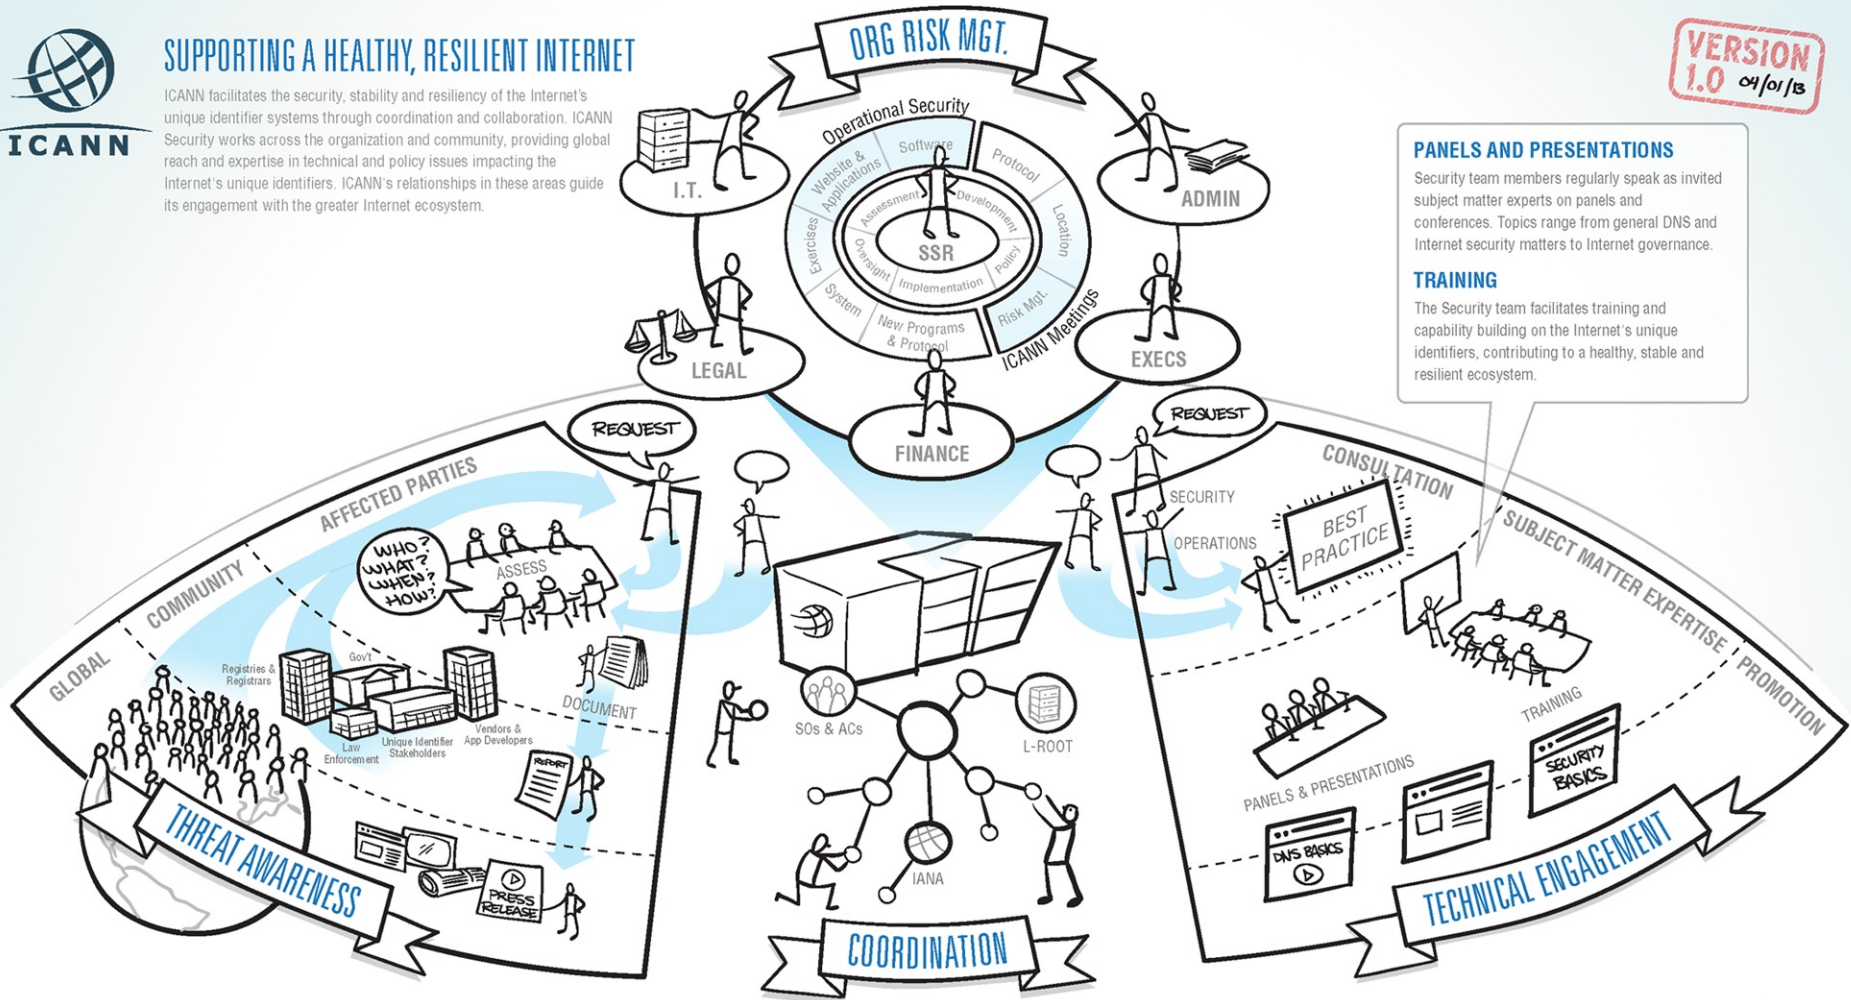 ICANN
SUPPORTING A HEALTHY, RESILIENT INTERNET
ICANN facilitates the security, stability and resiliency of the Internet's
unique identifier systems through coordination and collaboration. ICANN
Security works across the organization and community, providing global
reach and expertise in technical and policy issues impacting the
Internet's unique identifiers. ICANN's relationships in these areas guide
its engagement with the greater Internet ecosystem.
ORG RISK MGT.
VERSION
1.0 04/01/13
PANELS AND PRESENTATIONS
Security team members regularly speak as invited
subject matter experts on panels and
conferences. Topics range from general DNS and
Internet security matters to Internet governance.
TRAINING
The Security team facilitates training and
capability building on the Internet's unique
identifiers, contributing to a healthy, stable and
resilient ecosystem.
I.T.
ADMIN
LEGAL
EXECS
FINANCE
Operational Security
ICANN Meetings
Website &
Applications
Software
Protocol
Location
Risk Mgt.
New Programs
& Protocol
System
Exercises
Assessment
Development
Policy
Implementation
Oversight
SSR
REQUEST
REQUEST
GLOBAL
COMMUNITY
AFFECTED PARTIES
WHO?
WHAT?
WHEN?
HOW?
ASSESS
Registries &
Registrars
Gov't
Law
Enforcement
Unique Identifier
Stakeholders
Vendors &
App Developers
DOCUMENT
REPORT
PRESS
RELEASE
THREAT AWARENESS
SOs & ACs
L-ROOT
IANA
COORDINATION
SECURITY
OPERATIONS
CONSULTATION
SUBJECT MATTER EXPERTISE
PROMOTION
BEST
PRACTICE
TRAINING
PANELS & PRESENTATIONS
DNS BASICS
SECURITY
BASICS
TECHNICAL ENGAGEMENT